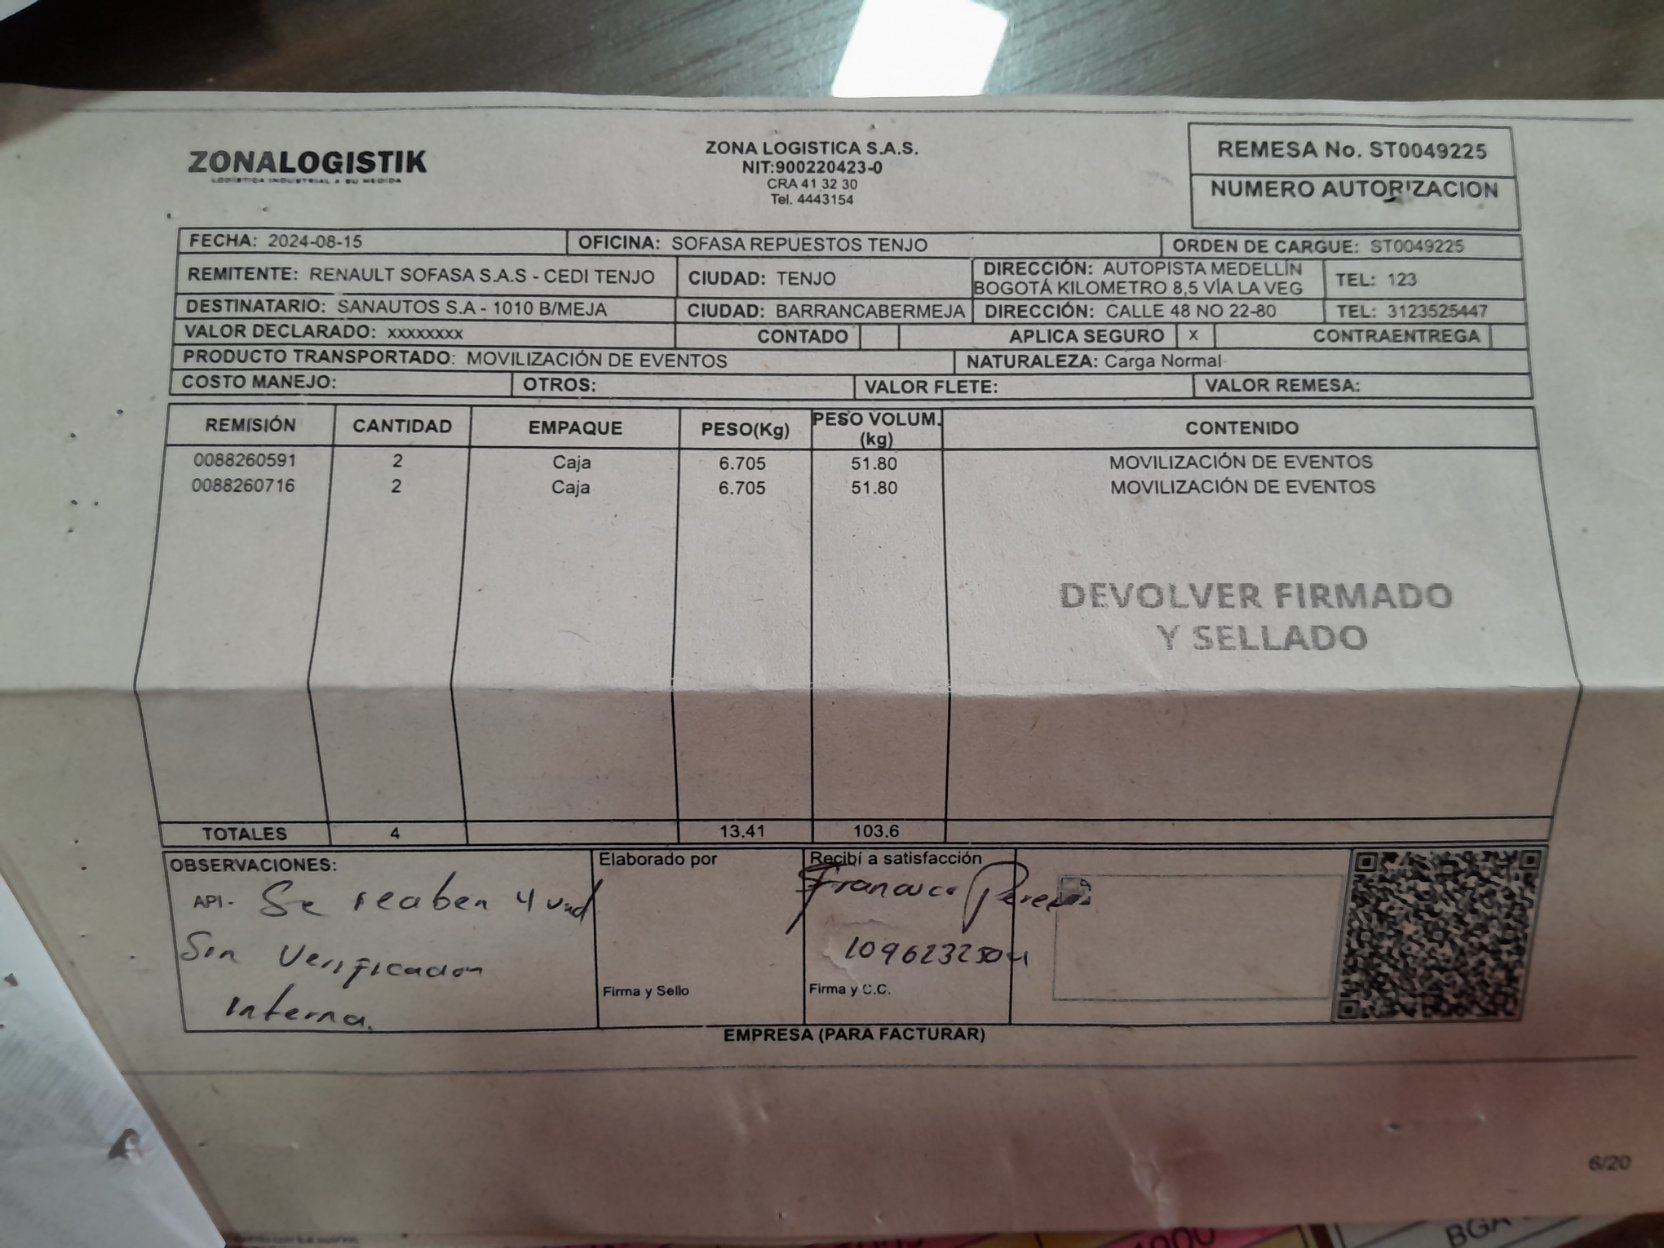 ZONALOGISTIK
LOGÍSTICA INDUSTRIAL A SU MEDIDA
ZONA LOGISTICA S.A.S.
NIT:900220423-0
CRA 41 32 30
Tel. 4443154
REMESA No. ST0049225
NUMERO AUTORIZACION
FECHA: 2024-08-15 OFICINA: SOFASA REPUESTOS TENJO ORDEN DE CARGUE: ST0049225
REMITENTE: RENAULT SOFASA S.A.S - CEDI TENJO CIUDAD: TENJO DIRECCIÓN: AUTOPISTA MEDELLÍN BOGOTÁ KILOMETRO 8,5 VÍA LA VEG TEL: 123
DESTINATARIO: SANAUTOS S.A - 1010 B/MEJA CIUDAD: BARRANCABERMEJA DIRECCIÓN: CALLE 48 NO 22-80 TEL: 3123525447
VALOR DECLARADO: xxxxxxxx CONTADO APLICA SEGURO x CONTRAENTREGA
PRODUCTO TRANSPORTADO: MOVILIZACIÓN DE EVENTOS NATURALEZA: Carga Normal
COSTO MANEJO: OTROS: VALOR FLETE: VALOR REMESA:
REMISIÓN CANTIDAD EMPAQUE PESO(Kg) PESO VOLUM. (kg) CONTENIDO
0088260591 2 Caja 6.705 51.80 MOVILIZACIÓN DE EVENTOS
0088260716 2 Caja 6.705 51.80 MOVILIZACIÓN DE EVENTOS
DEVOLVER FIRMADO
Y SELLADO
TOTALES 4 13.41 103.6
OBSERVACIONES:
API- Se reaben 4 und
Sin Verificacion
Interna.
Elaborado por
Firma y Sello
Recibí a satisfacción
Francisco Perez
1096232504
Firma y C.C.
EMPRESA (PARA FACTURAR)
6/20